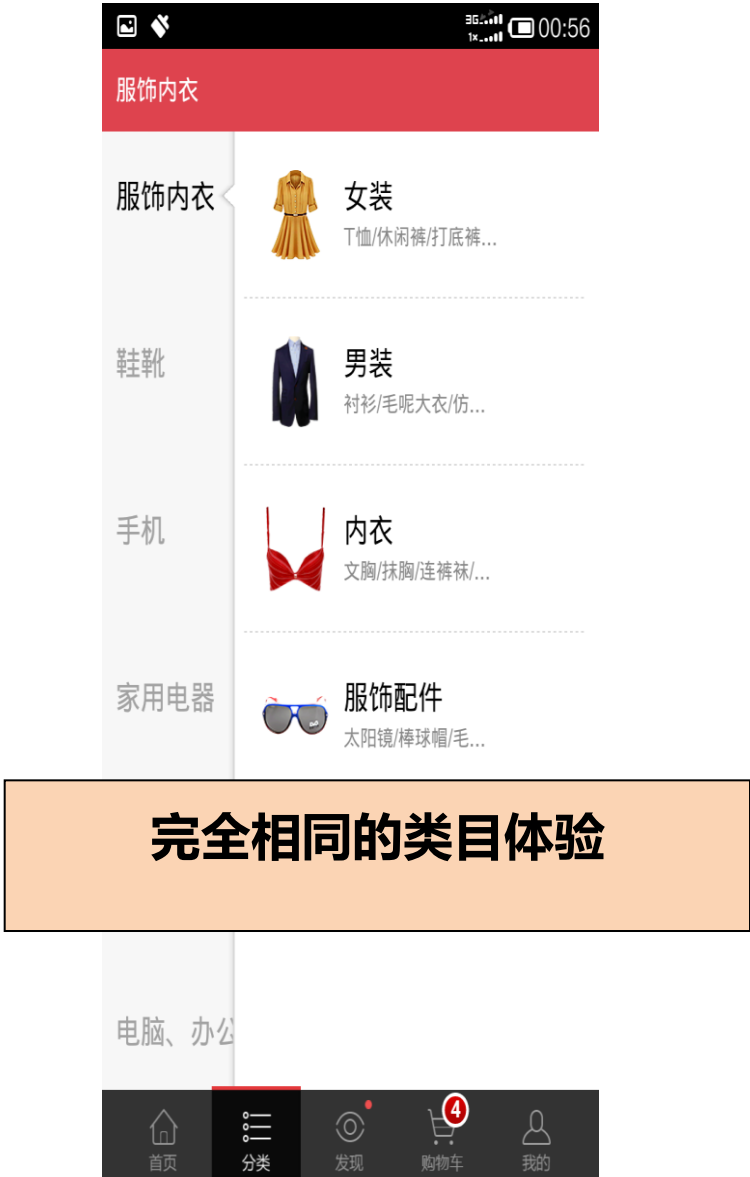 3G
1x
00:56
服饰内衣
服饰内衣
女装
T恤/休闲裤/打底裤...
鞋靴
男装
衬衫/毛呢大衣/仿...
手机
内衣
文胸/抹胸/连裤袜/...
家用电器
服饰配件
太阳镜/棒球帽/毛...
完全相同的类目体验
电脑、办公
4
首页
分类
发现
购物车
我的